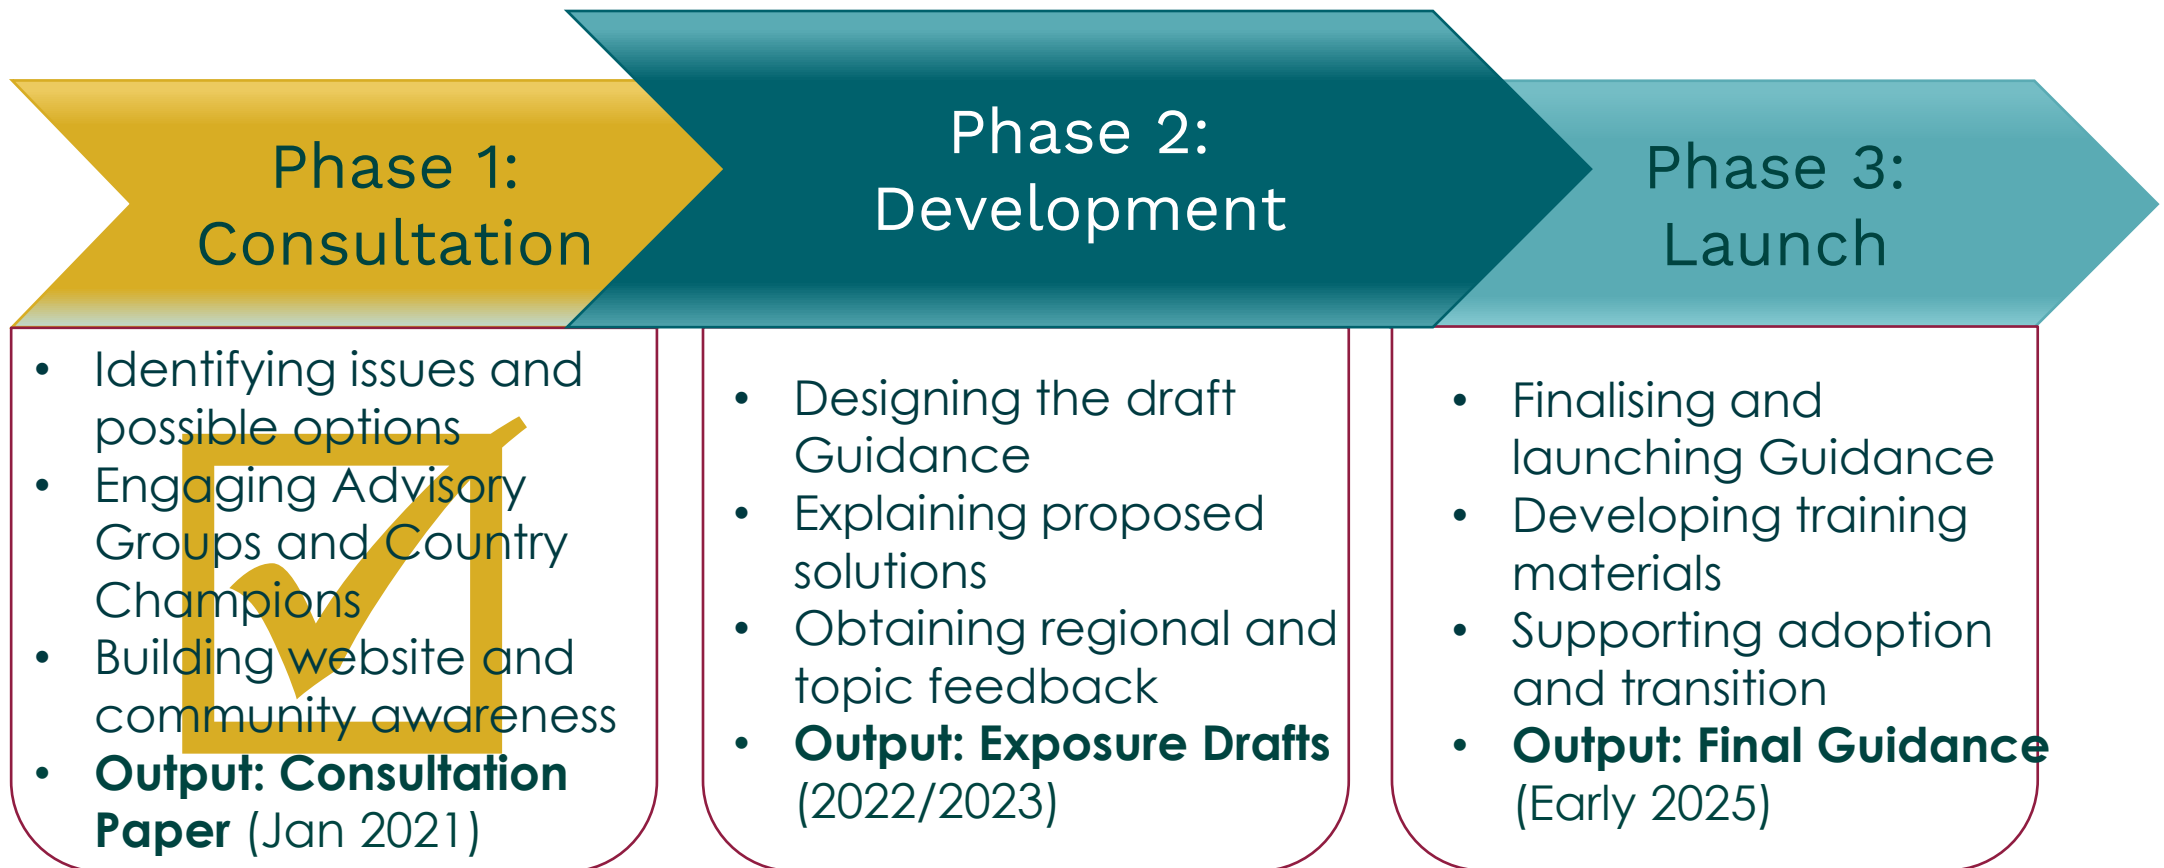 Phase 1:
Consultation
Phase 2:
Development
Phase 3:
Launch
• Identifying issues and
possible options
• Engaging Advisory
Groups and Country
Champions
• Building website and
community awareness
• Output: Consultation
Paper (Jan 2021)
• Designing the draft
Guidance
• Explaining proposed
solutions
• Obtaining regional and
topic feedback
• Output: Exposure Drafts
(2022/2023)
• Finalising and
launching Guidance
• Developing training
materials
• Supporting adoption
and transition
• Output: Final Guidance
(Early 2025)